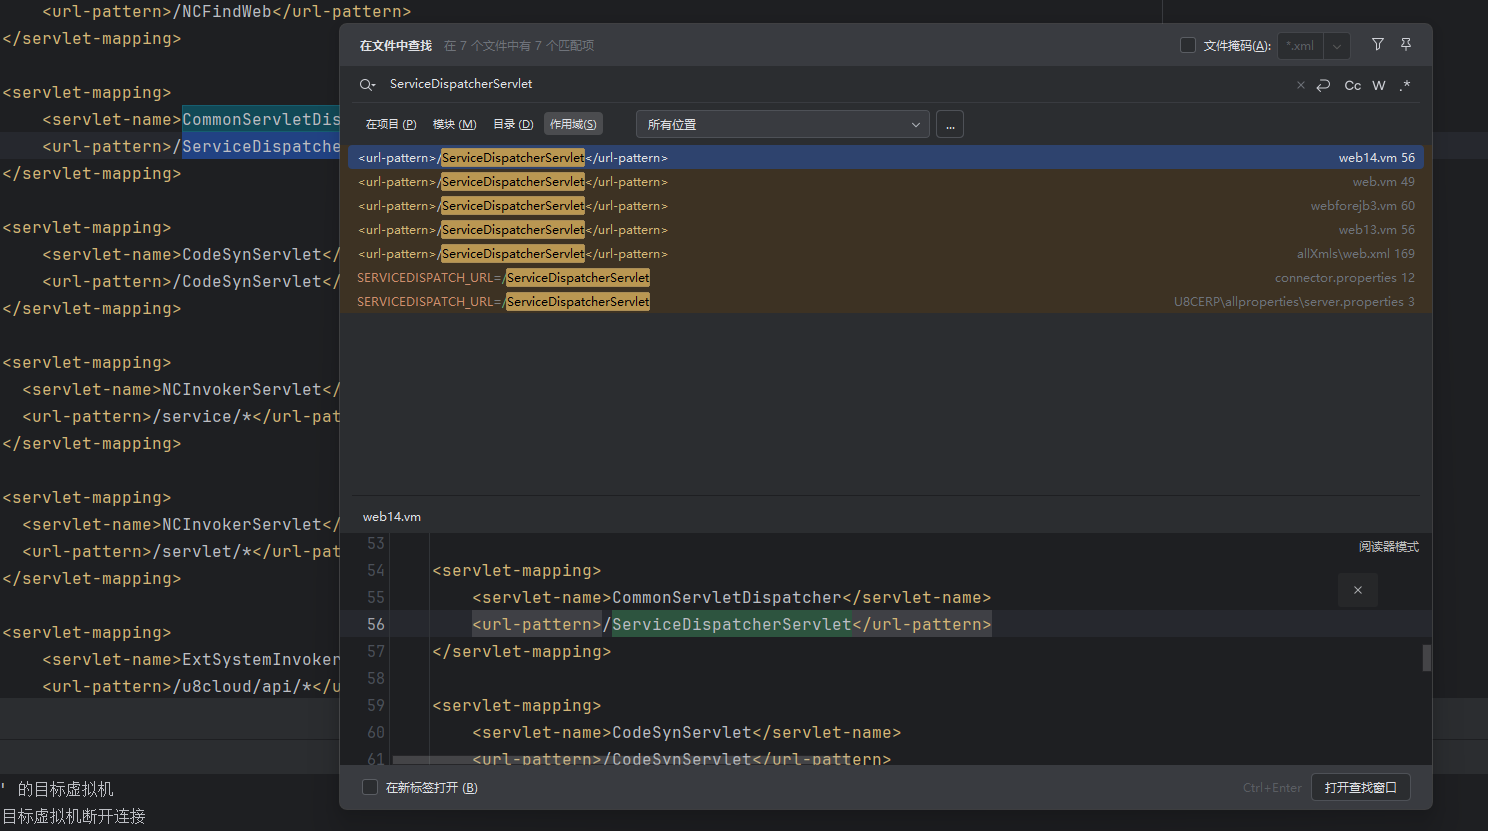 <url-pattern>/NCFindWeb</url-pattern>
</servlet-mapping>
<servlet-mapping>
<servlet-name>CommonServletDis
<url-pattern>/ServiceDispatche
</servlet-mapping>
<servlet-mapping>
<servlet-name>CodeSynServlet</
<url-pattern>/CodeSynServlet</
</servlet-mapping>
<servlet-mapping>
<servlet-name>NCInvokerServlet</
<url-pattern>/service/*</url-pat
</servlet-mapping>
<servlet-mapping>
<servlet-name>NCInvokerServlet</
<url-pattern>/servlet/*</url-pat
</servlet-mapping>
<servlet-mapping>
<servlet-name>ExtSystemInvoker
<url-pattern>/u8cloud/api/*</u
' 的目标虚拟机
目标虚拟机断开连接
在文件中查找 在 7 个文件中有 7 个匹配项 文件掩码(A): *.xml
ServiceDispatcherServlet × Cc W .*
在项目 (P) 模块 (M) 目录 (D) 作用域(S) 所有位置 ...
<url-pattern>/ServiceDispatcherServlet</url-pattern> web14.vm 56
<url-pattern>/ServiceDispatcherServlet</url-pattern> web.vm 49
<url-pattern>/ServiceDispatcherServlet</url-pattern> webforejb3.vm 60
<url-pattern>/ServiceDispatcherServlet</url-pattern> web13.vm 56
<url-pattern>/ServiceDispatcherServlet</url-pattern> allXmls\web.xml 169
SERVICEDISPATCH_URL=/ServiceDispatcherServlet connector.properties 12
SERVICEDISPATCH_URL=/ServiceDispatcherServlet U8CERP\allproperties\server.properties 3
web14.vm
53
阅读器模式
54 <servlet-mapping>
55 <servlet-name>CommonServletDispatcher</servlet-name>
56 <url-pattern>/ServiceDispatcherServlet</url-pattern>
57 </servlet-mapping>
58
59 <servlet-mapping>
60 <servlet-name>CodeSynServlet</servlet-name>
61 <url-pattern>/CodeSynServlet</url-pattern>
在新标签打开 (B) Ctrl+Enter 打开查找窗口